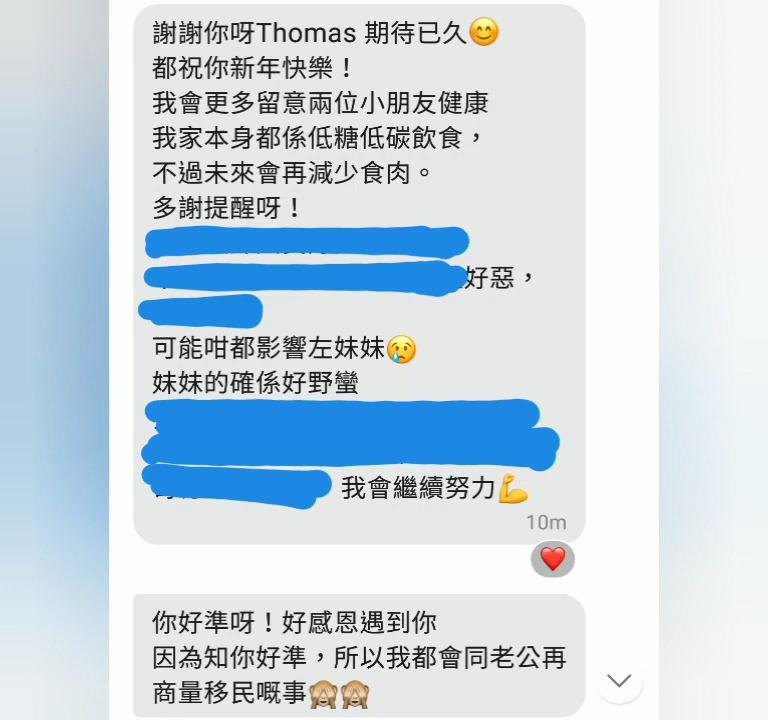 謝謝你呀Thomas 期待已久😊
都祝你新年快樂！
我會更多留意兩位小朋友健康
我家本身都係低糖低碳飲食，
不過未來會再減少食肉。
多謝提醒呀！
好惡，
可能咁都影響左妹妹😢
妹妹的確係好野蠻
我會繼續努力💪
10m
你好準呀！好感恩遇到你
因為知你好準，所以我都會同老公再
商量移民嘅事🙈🙈